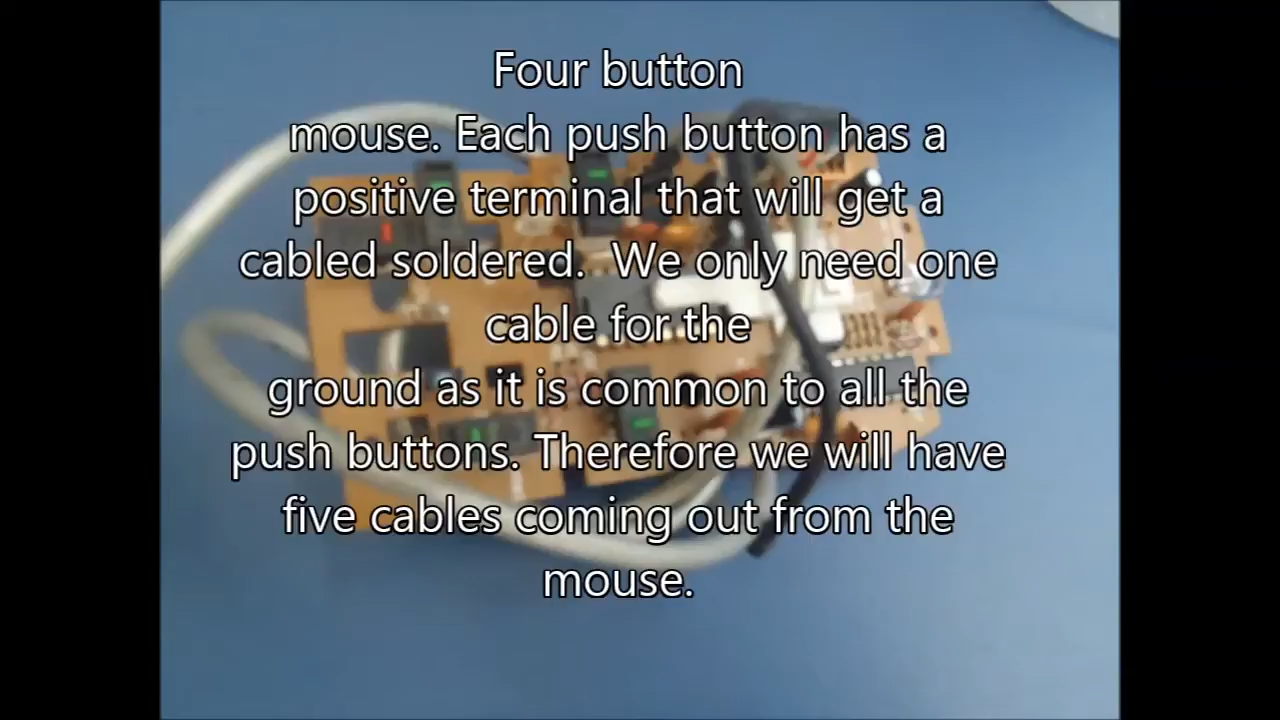 Four button
mouse. Each push button has a
positive terminal that will get a
cabled soldered.  We only need one
cable for the
ground as it is common to all the
push buttons. Therefore we will have
five cables coming out from the
mouse.